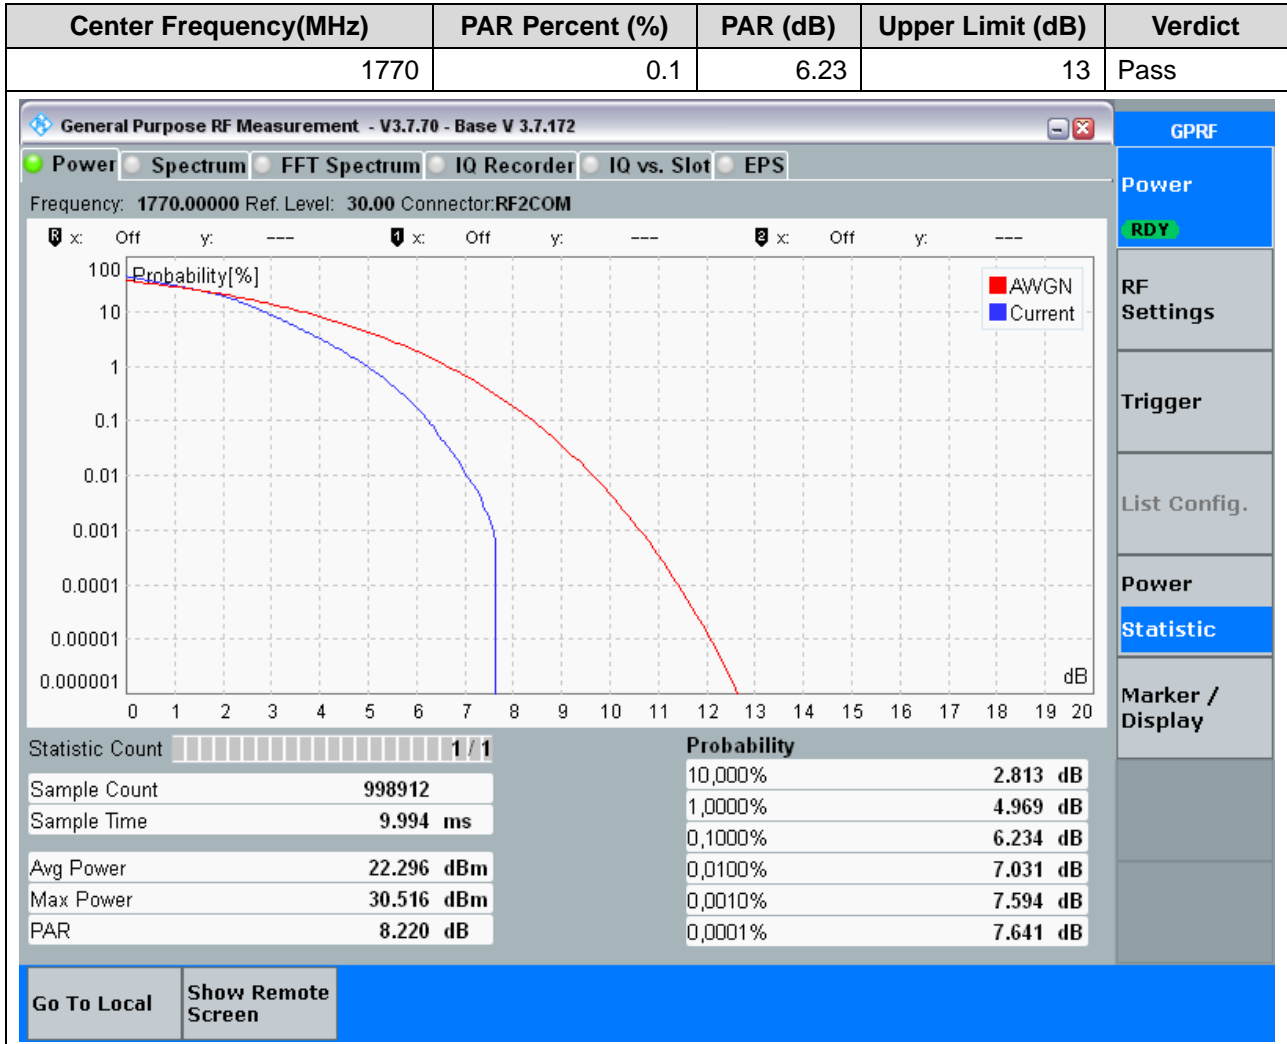 Center Frequency(MHz) PAR Percent (%) PAR (dB) Upper Limit (dB) Verdict
1770 0.1 6.23 13 Pass
General Purpose RF Measurement - V3.7.70 - Base V 3.7.172
GPRF
Power Spectrum FFT Spectrum IQ Recorder IQ vs. Slot EPS
Frequency: 1770.00000 Ref. Level: 30.00 Connector:RF2COM
R x: Off y: --- 1 x: Off y: --- 2 x: Off y: ---
Probability[%]
100
10
1
0.1
0.01
0.001
0.0001
0.00001
0.000001
AWGN
Current
dB
0 1 2 3 4 5 6 7 8 9 10 11 12 13 14 15 16 17 18 19 20
Statistic Count 1 / 1
Sample Count 998912
Sample Time 9.994 ms
Avg Power 22.296 dBm
Max Power 30.516 dBm
PAR 8.220 dB
Probability
10,000% 2.813 dB
1,0000% 4.969 dB
0,1000% 6.234 dB
0,0100% 7.031 dB
0,0010% 7.594 dB
0,0001% 7.641 dB
Power
RDY
RF
Settings
Trigger
List Config.
Power
Statistic
Marker /
Display
Go To Local
Show Remote
Screen